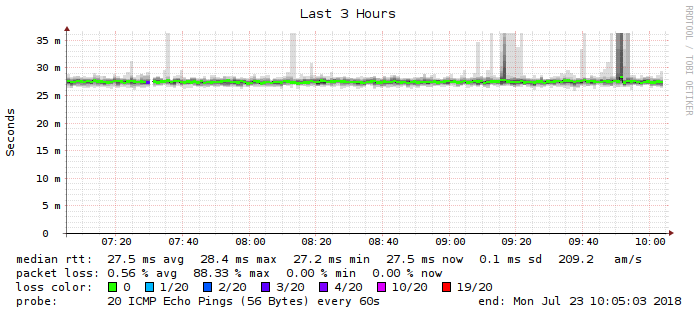 Last 3 Hours
RRDTOOL / TOBI OETIKER
Seconds
35 m
30 m
25 m
20 m
15 m
10 m
5 m
0
07:20 07:40 08:00 08:20 08:40 09:00 09:20 09:40 10:00
median rtt: 27.5 ms avg 28.4 ms max 27.2 ms min 27.5 ms now 0.1 ms sd 209.2 am/s
packet loss: 0.56 % avg 88.33 % max 0.00 % min 0.00 % now
loss color: 0 1/20 2/20 3/20 4/20 10/20 19/20
probe: 20 ICMP Echo Pings (56 Bytes) every 60s end: Mon Jul 23 10:05:03 2018